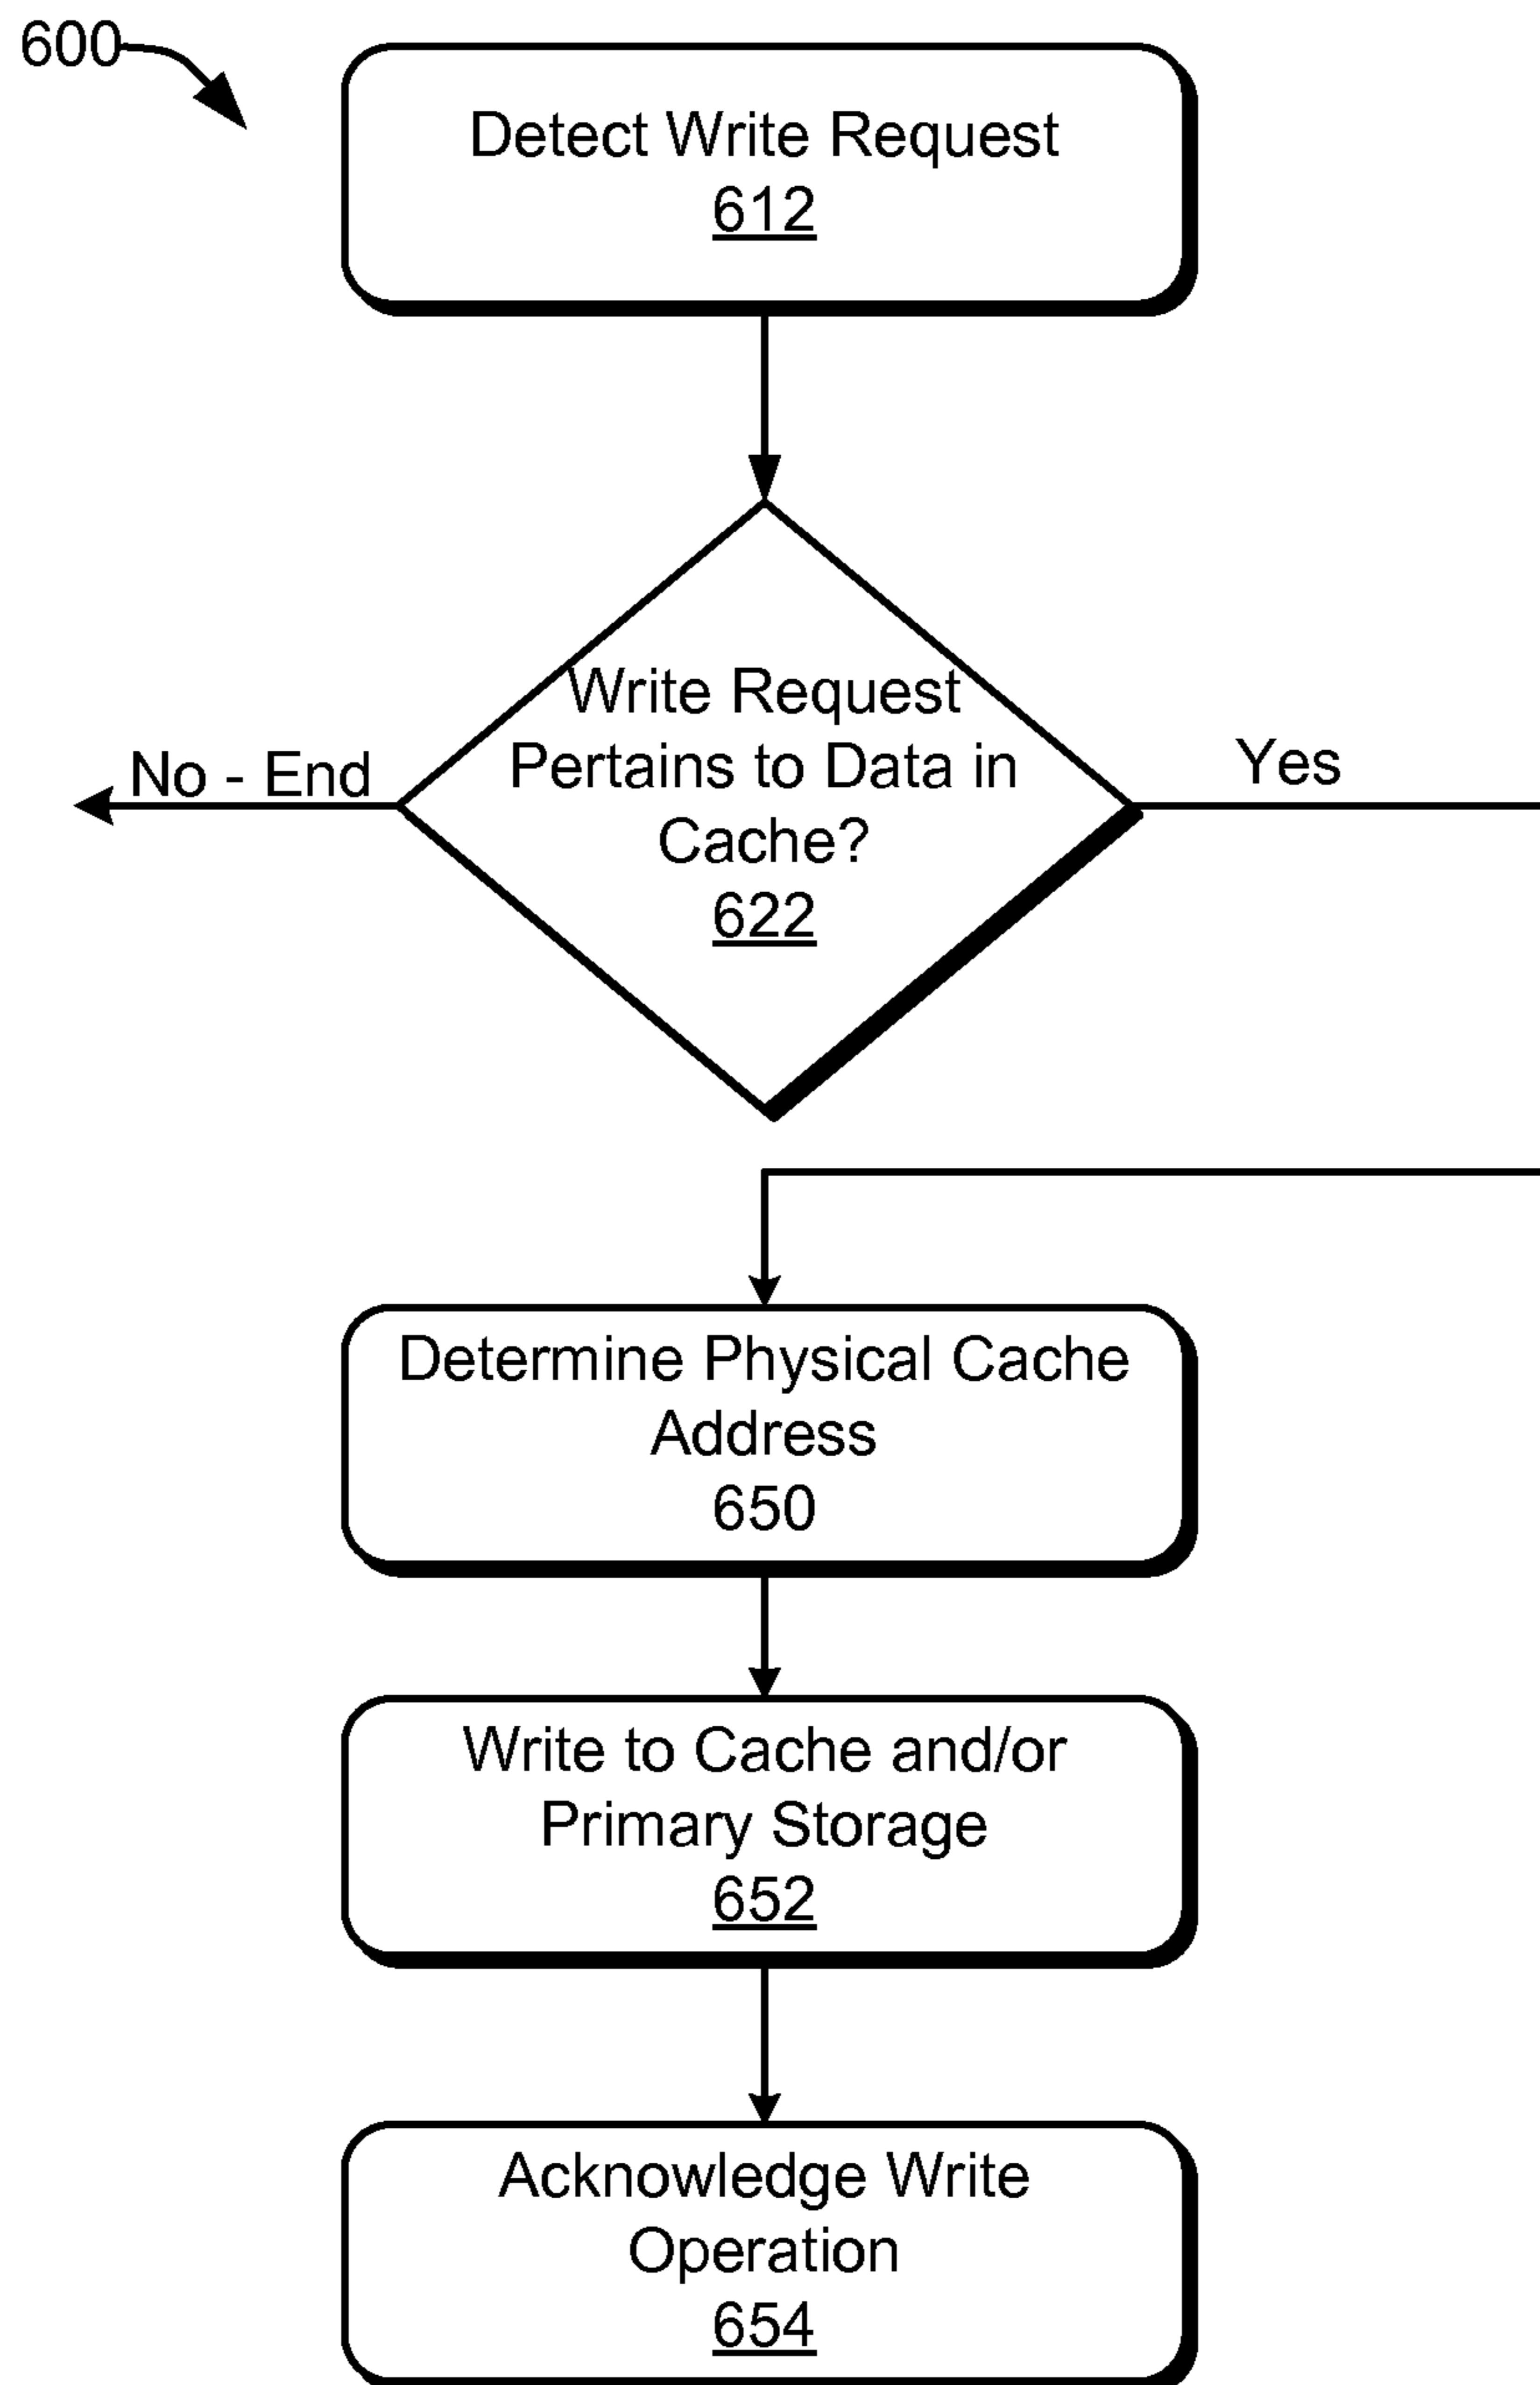 600
Detect Write Request
612
Write Request
Pertains to Data in
Cache?
622
No - End
Yes
Determine Physical Cache
Address
650
Write to Cache and/or
Primary Storage
652
Acknowledge Write
Operation
654